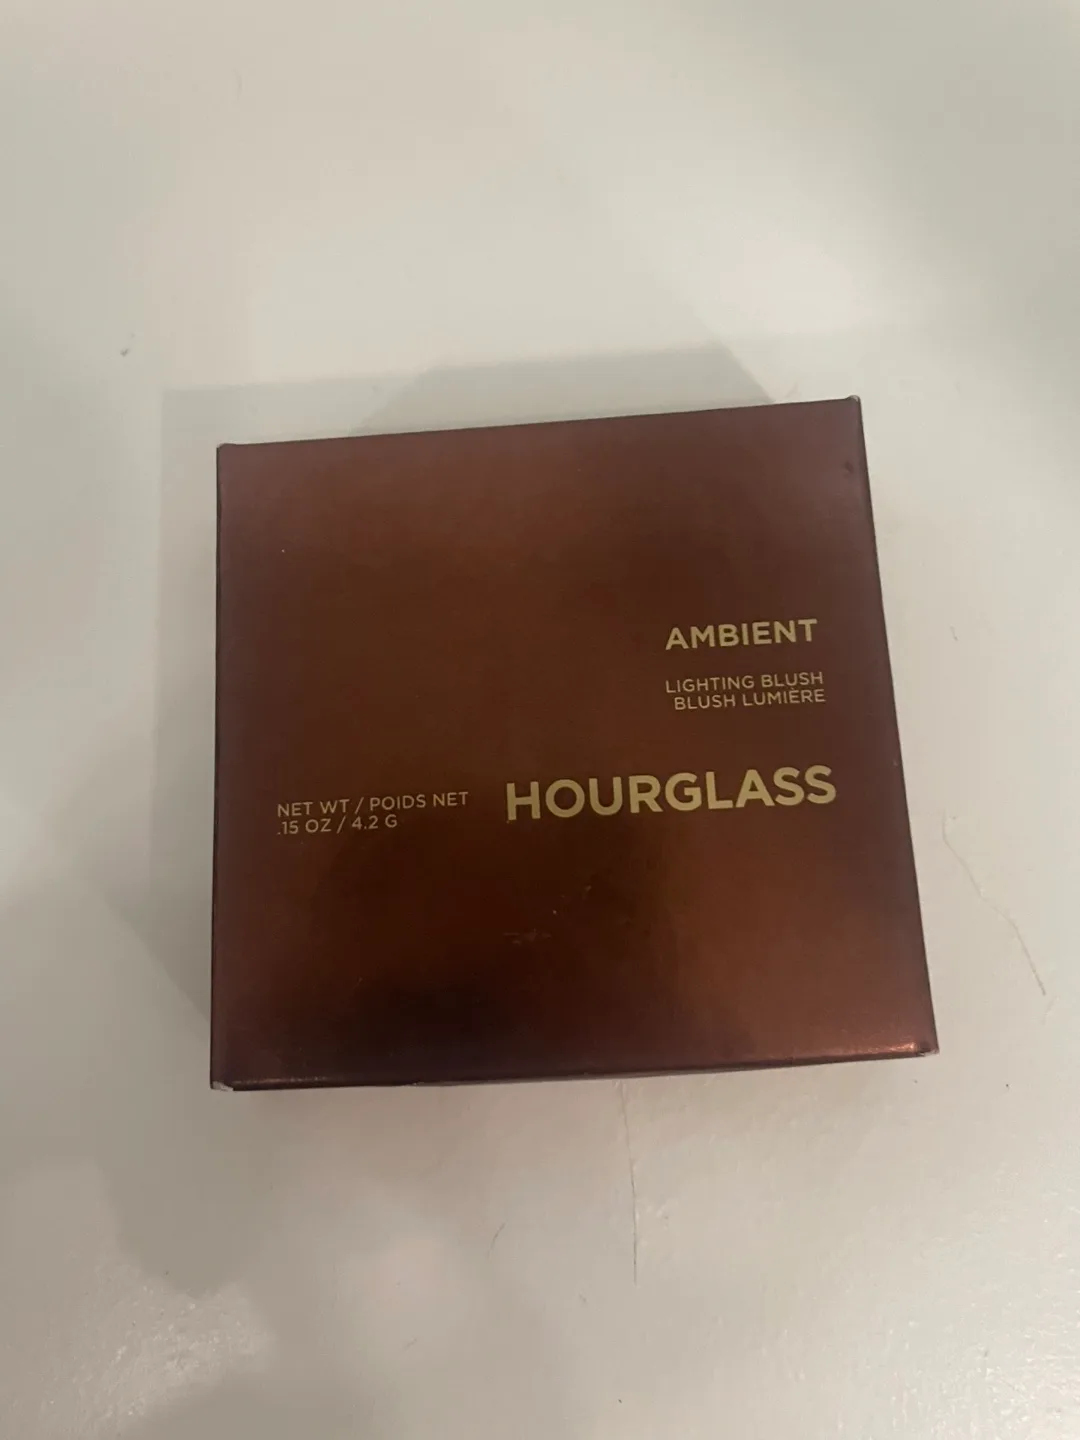 AMBIENT
LIGHTING BLUSH
BLUSH LUMIÈRE
HOURGLASS
NET WT / POIDS NET
.15 OZ / 4.2 G